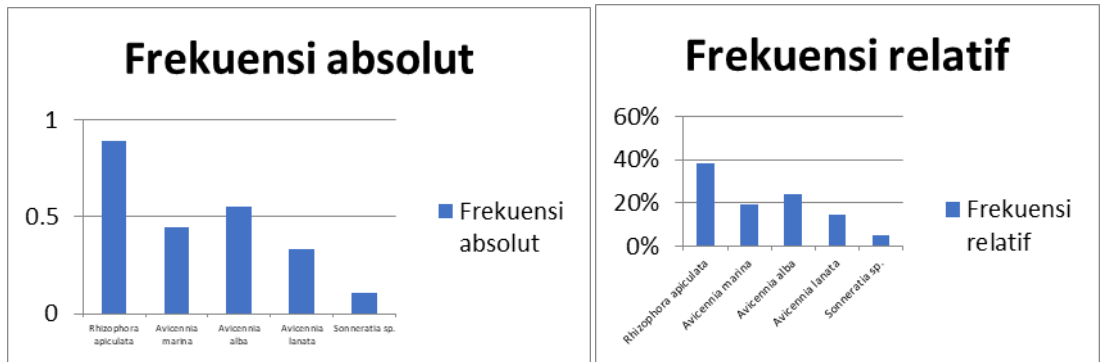 Frekuensi absolut
1
0.5
0
Rhizophora
apiculata
Avicennia
marina
Avicennia
alba
Avicennia
lanata
Sonneratia sp.
Frekuensi
absolut
Frekuensi relatif
60%
40%
20%
0%
Rhizophora apiculata
Avicennia marina
Avicennia alba
Avicennia lanata
Sonneratia sp.
Frekuensi
relatif